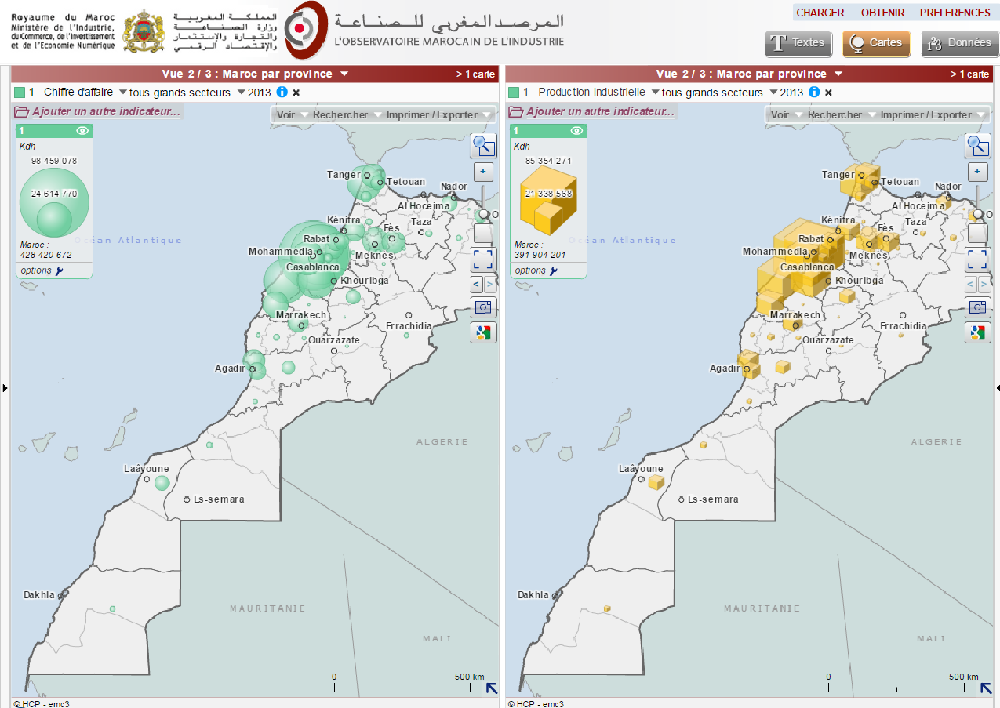 Royaume du Maroc
Ministère de l'Industrie,
du Commerce, de l'Investissement
et de l'Economie Numérique
المملكة المغربية
وزارة الصناعة
والتجارة والإستثمار
والإقتصاد الرقمي
المرصد المغربي للصناعة
L'OBSERVATOIRE MAROCAIN DE L'INDUSTRIE
CHARGER OBTENIR PREFERENCES
Textes Cartes Données
Vue 2 / 3 : Maroc par province > 1 carte
1 - Chiffre d'affaire tous grands secteurs 2013
Ajouter un autre indicateur...
Voir Rechercher Imprimer / Exporter
1
Kdh
98 459 078
24 614 770
Maroc :
428 420 672
options
Océan Atlantique
Tanger
Tetouan
Nador
Al Hoceima
O
Kénitra
Taza
Fès
Rabat
Mohammedia
Meknès
Casablanca
Khouribga
Marrakech
Errachidia
Ouarzazate
Agadir
ALGERIE
Laâyoune
Es-semara
Dakhla
MAURITANIE
MALI
0 500 km
© HCP - emc3
Vue 2 / 3 : Maroc par province > 1 carte
1 - Production industrielle tous grands secteurs 2013
Ajouter un autre indicateur...
Voir Rechercher Imprimer / Exporter
1
Kdh
85 354 271
21 338 568
Maroc :
391 904 201
options
Océan Atlantique
Tanger
Tetouan
Nador
Al Hoceima
O
Kénitra
Taza
Fès
Rabat
Mohammedia
Meknès
Casablanca
Khouribga
Marrakech
Errachidia
Ouarzazate
Agadir
ALGERIE
Laâyoune
Es-semara
Dakhla
MAURITANIE
MALI
0 500 km
© HCP - emc3